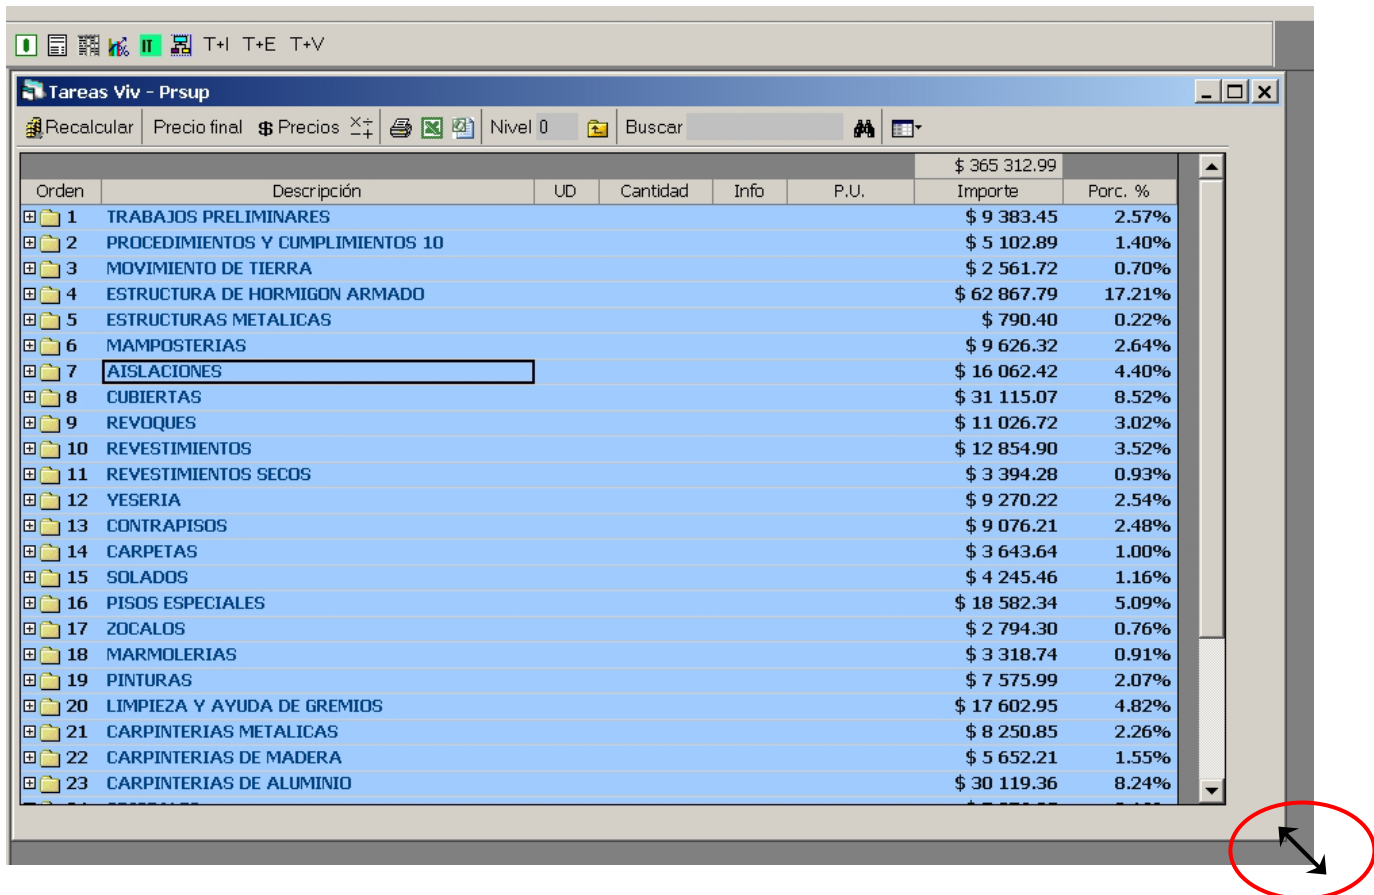 IT T+I T+E T+V
Tareas Viv - Prsup
Recalcular Precio final $ Precios Nivel 0 Buscar
$ 365 312.99
Orden Descripción UD Cantidad Info P.U. Importe Porc. %
1 TRABAJOS PRELIMINARES $ 9 383.45 2.57%
2 PROCEDIMIENTOS Y CUMPLIMIENTOS 10 $ 5 102.89 1.40%
3 MOVIMIENTO DE TIERRA $ 2 561.72 0.70%
4 ESTRUCTURA DE HORMIGON ARMADO $ 62 867.79 17.21%
5 ESTRUCTURAS METALICAS $ 790.40 0.22%
6 MAMPOSTERIAS $ 9 626.32 2.64%
7 AISLACIONES $ 16 062.42 4.40%
8 CUBIERTAS $ 31 115.07 8.52%
9 REVOQUES $ 11 026.72 3.02%
10 REVESTIMIENTOS $ 12 854.90 3.52%
11 REVESTIMIENTOS SECOS $ 3 394.28 0.93%
12 YESERIA $ 9 270.22 2.54%
13 CONTRAPISOS $ 9 076.21 2.48%
14 CARPETAS $ 3 643.64 1.00%
15 SOLADOS $ 4 245.46 1.16%
16 PISOS ESPECIALES $ 18 582.34 5.09%
17 ZOCALOS $ 2 794.30 0.76%
18 MARMOLERIAS $ 3 318.74 0.91%
19 PINTURAS $ 7 575.99 2.07%
20 LIMPIEZA Y AYUDA DE GREMIOS $ 17 602.95 4.82%
21 CARPINTERIAS METALICAS $ 8 250.85 2.26%
22 CARPINTERIAS DE MADERA $ 5 652.21 1.55%
23 CARPINTERIAS DE ALUMINIO $ 30 119.36 8.24%